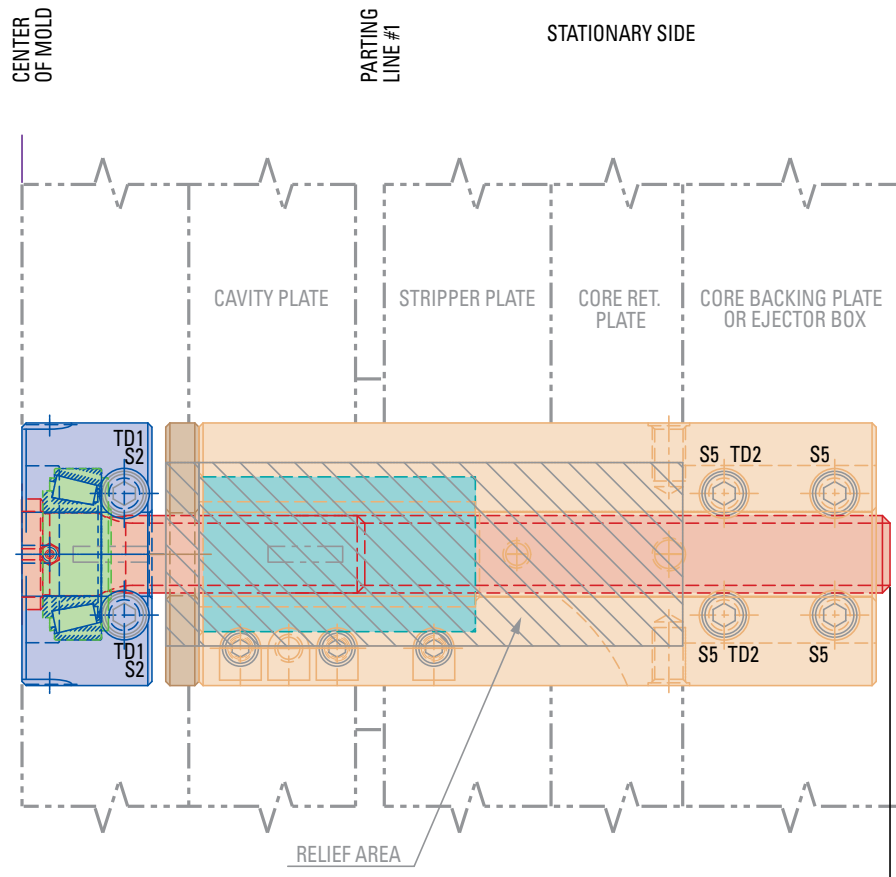 CENTER
OF MOLD
PARTING
LINE #1
STATIONARY SIDE
CAVITY PLATE
STRIPPER PLATE
CORE RET.
PLATE
CORE BACKING PLATE
OR EJECTOR BOX
TD1
S2
S5 TD2
S5
TD1
S2
S5 TD2
S5
RELIEF AREA